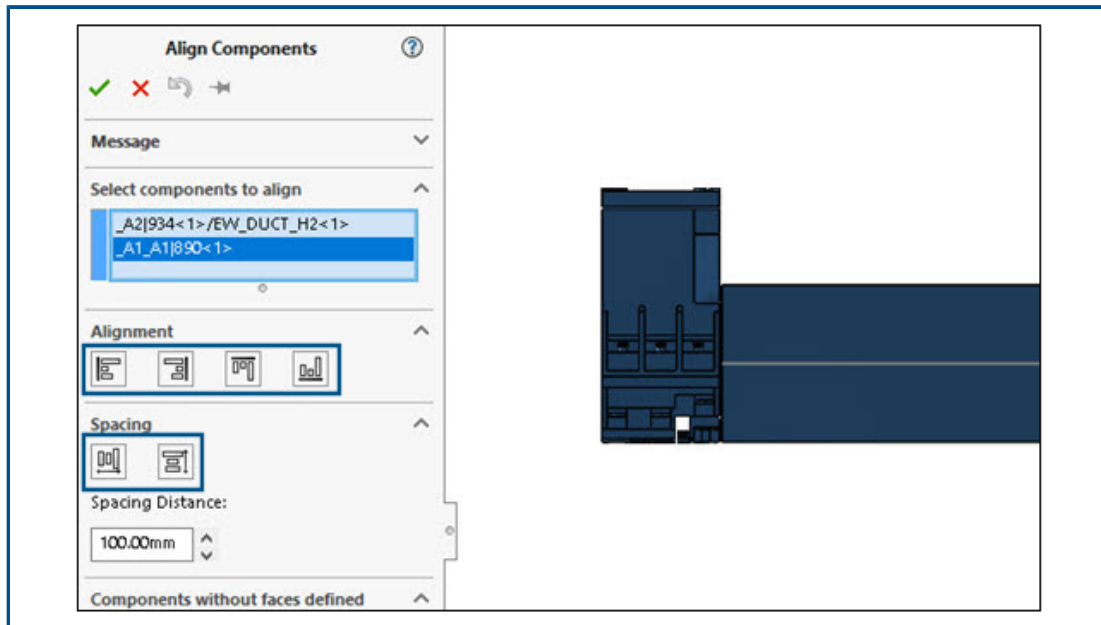 Align Components
Message
Select components to align
_A2|934<1>/EW_DUCT_H2<1>
_A1_A1|890<1>
Alignment
Spacing
Spacing Distance:
100.00mm
Components without faces defined